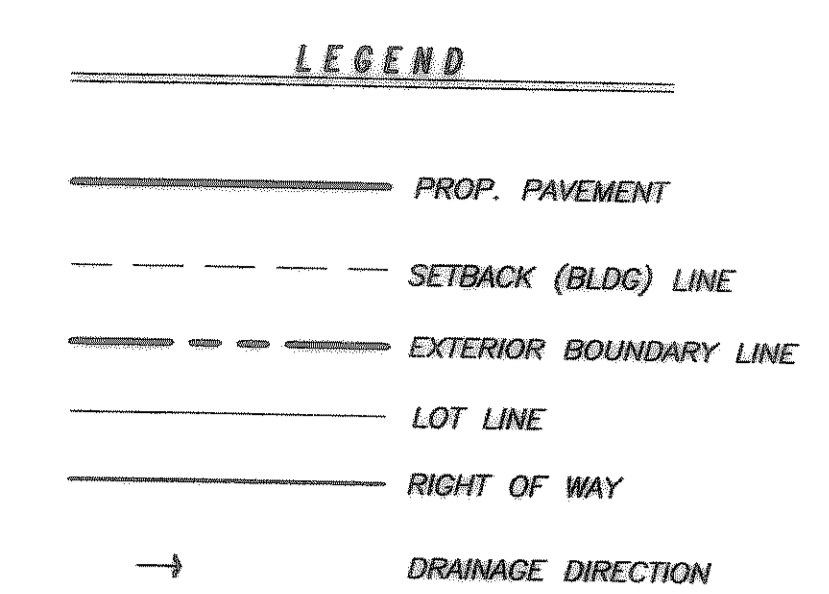 LEGEND
PROP. PAVEMENT
SETBACK (BLDG) LINE
EXTERIOR BOUNDARY LINE
LOT LINE
RIGHT OF WAY
DRAINAGE DIRECTION